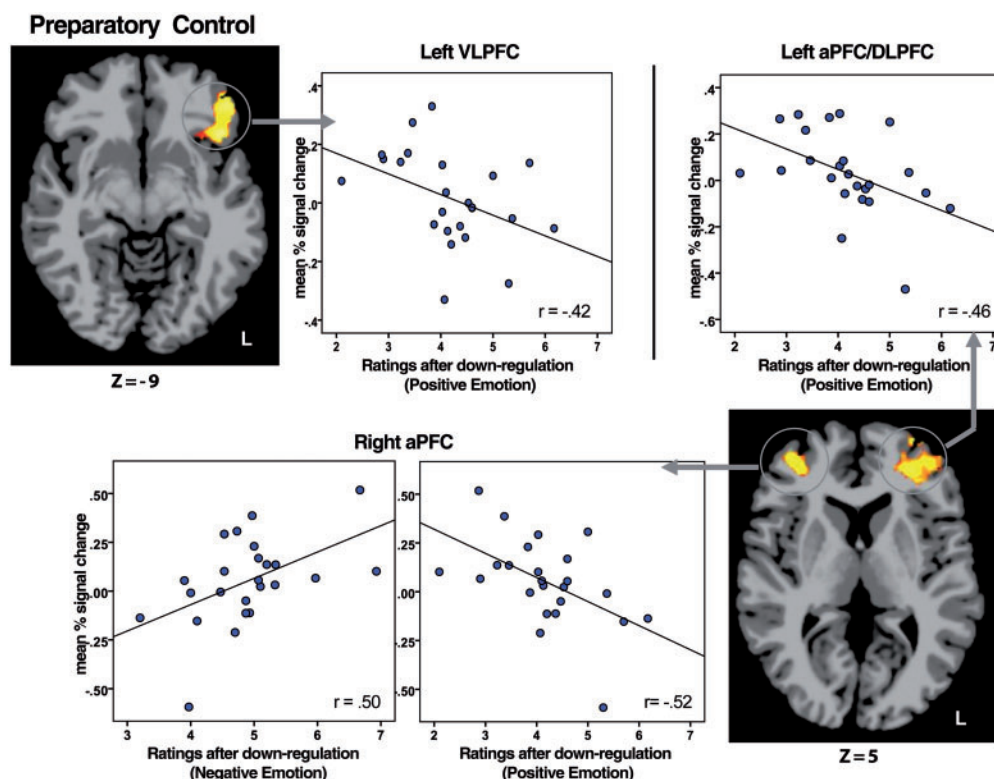 Preparatory Control
L
Z = -9
Left VLPFC
mean % signal change
.4
.2
.0
-.2
-.4
2 3 4 5 6 7
r = -.42
Ratings after down-regulation
(Positive Emotion)
Left aPFC/DLPFC
mean % signal change
.4
.2
.0
-.2
-.4
-.6
2 3 4 5 6 7
r = -.46
Ratings after down-regulation
(Positive Emotion)
Right aPFC
mean % signal change
.50
.25
.00
-.25
-.50
3 4 5 6 7
r = .50
Ratings after down-regulation
(Negative Emotion)
.50
.25
.00
-.25
-.50
2 3 4 5 6 7
r= -.52
Ratings after down-regulation
(Positive Emotion)
L
Z = 5